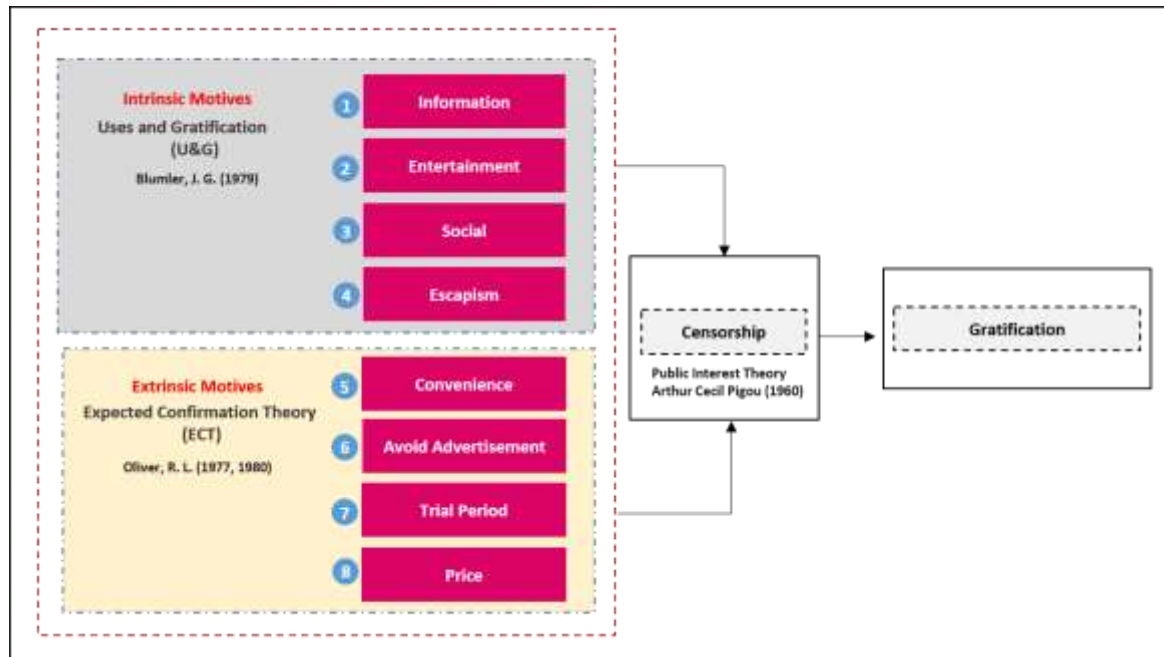 Intrinsic Motives
Uses and Gratification
(U&G)
Blumler, J. G. (1979)
1
Information
2
Entertainment
3
Social
4
Escapism
Extrinsic Motives
Expected Confirmation Theory
(ECT)
Oliver, R. L. (1977, 1980)
5
Convenience
6
Avoid Advertisement
7
Trial Period
8
Price
Censorship
Public Interest Theory
Arthur Cecil Pigou (1960)
Gratification